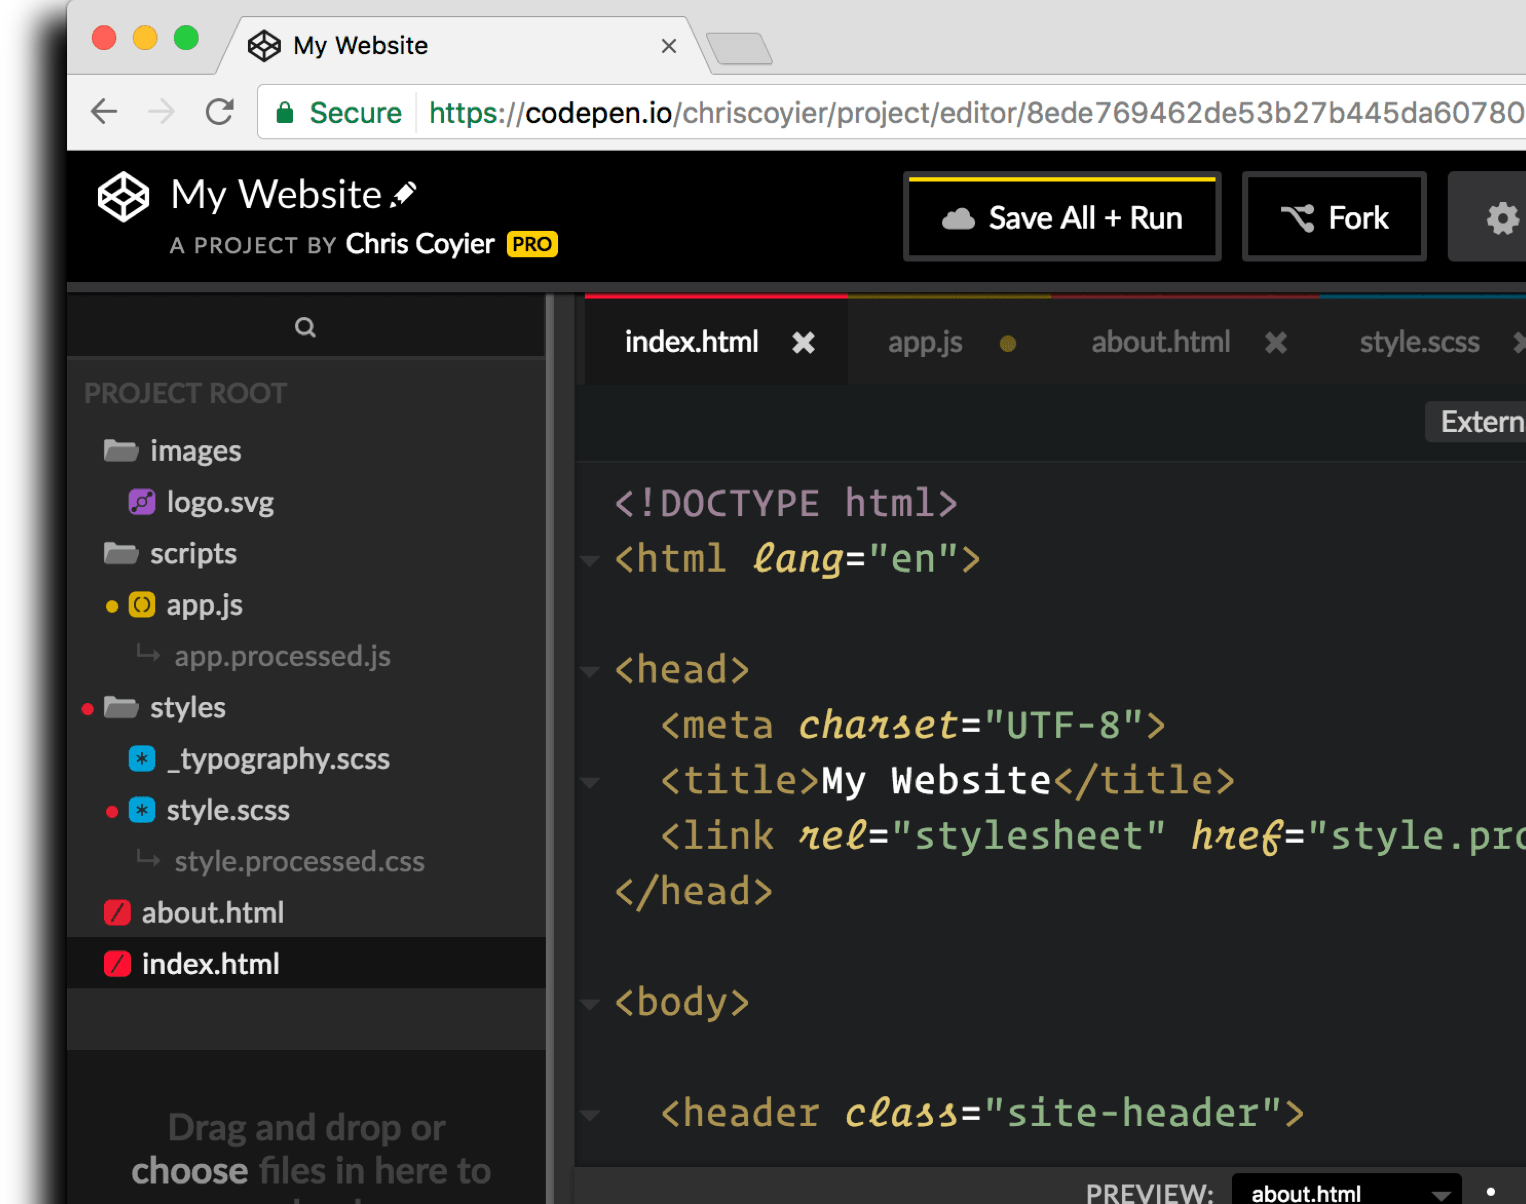 My Website
Secure https://codepen.io/chriscoyier/project/editor/8ede769462de53b27b445da60780
My Website
A PROJECT BY Chris Coyier PRO
Save All + Run
Fork
index.html
app.js
about.html
style.scss
PROJECT ROOT
images
logo.svg
scripts
app.js
app.processed.js
styles
_typography.scss
style.scss
style.processed.css
about.html
index.html
Drag and drop or
choose files in here to
Extern
<!DOCTYPE html>
<html lang="en">
<head>
<meta charset="UTF-8">
<title>My Website</title>
<link rel="stylesheet" href="style.pro
</head>
<body>
<header class="site-header">
PREVIEW: about.html